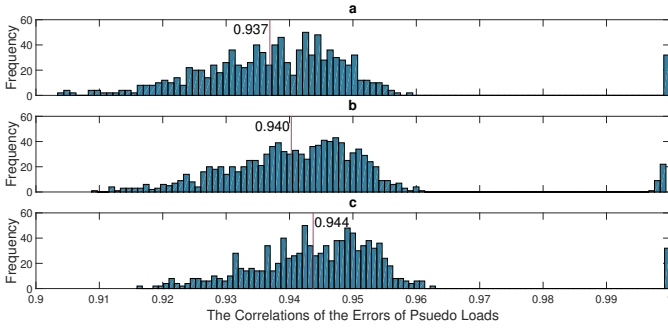 a
60
40
20
0
Frequency
0.937
b
60
40
20
0
Frequency
0.940
c
60
40
20
0
Frequency
0.944
0.9 0.91 0.92 0.93 0.94 0.95 0.96 0.97 0.98 0.99
The Correlations of the Errors of Psuedo Loads